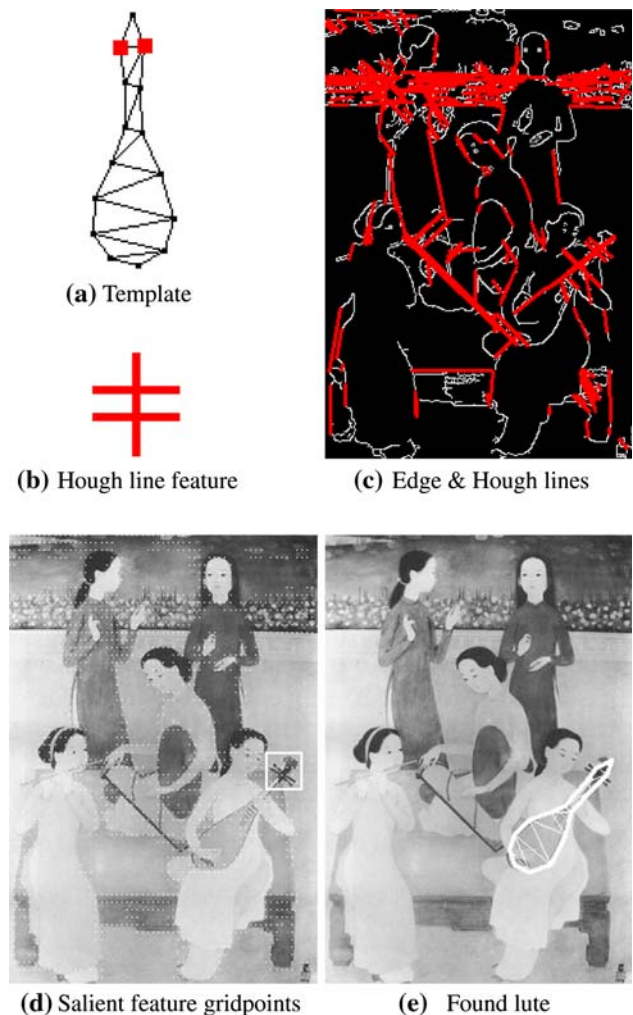 (a) Template
(b) Hough line feature
(c) Edge & Hough lines
(d) Salient feature gridpoints
(e) Found lute